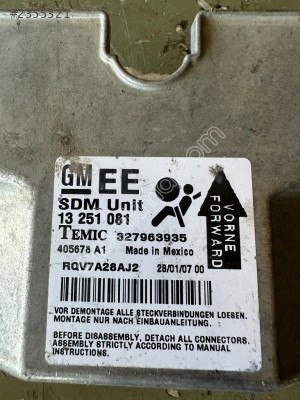 #2355321
GM EE
SDM Unit
13 251 081
TEMIC 327963935
405678 A1 Made in Mexico
RQV7A28AJ2 28/01/07 00
VORNE
FORWARD
VOR DEMONTAGE ALLE STECKVERBINDUNGEN LOESEN.
MONTAGE NUR NACH EINBAUANLEITUNG.
BEFORE DISASSEMBLY, DETACH ALL CONNECTORS.
ASSEMBLY STRICTLY ACCORDING TO MANUAL
INSTRUCTIONS.